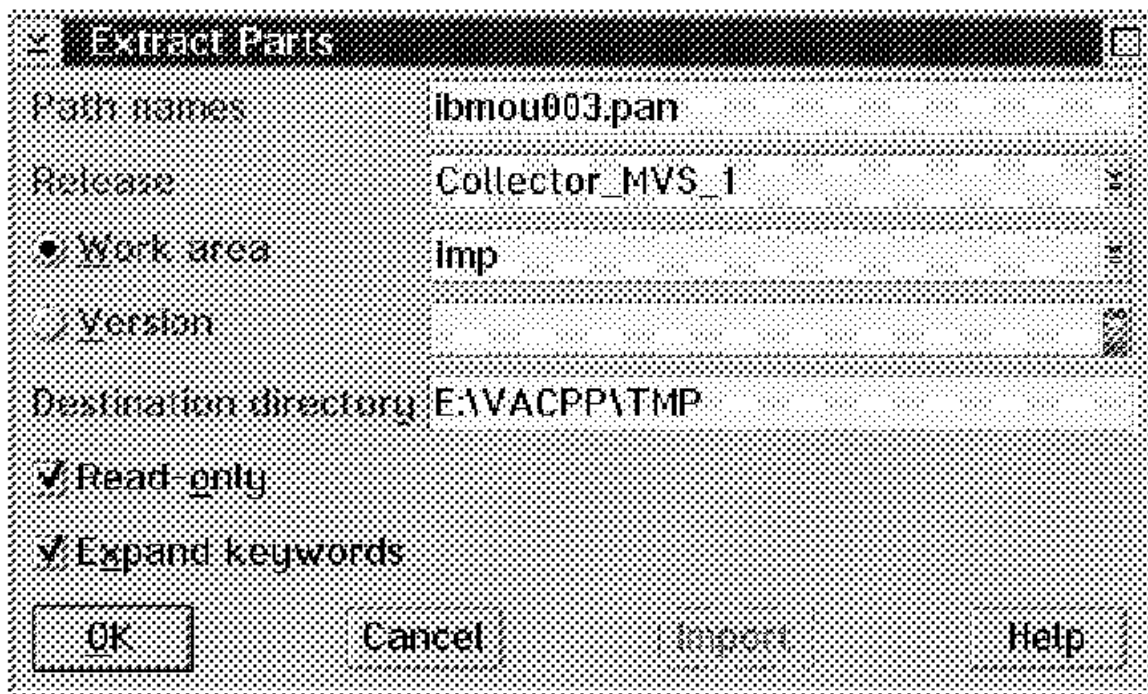 Extract Parts
Path names ibmou003.pan
Release Collector_MVS_1
Work area imp
Version
Destination directory E:\VACPP\TMP
Read-only
Expand keywords
OK Cancel Import Help